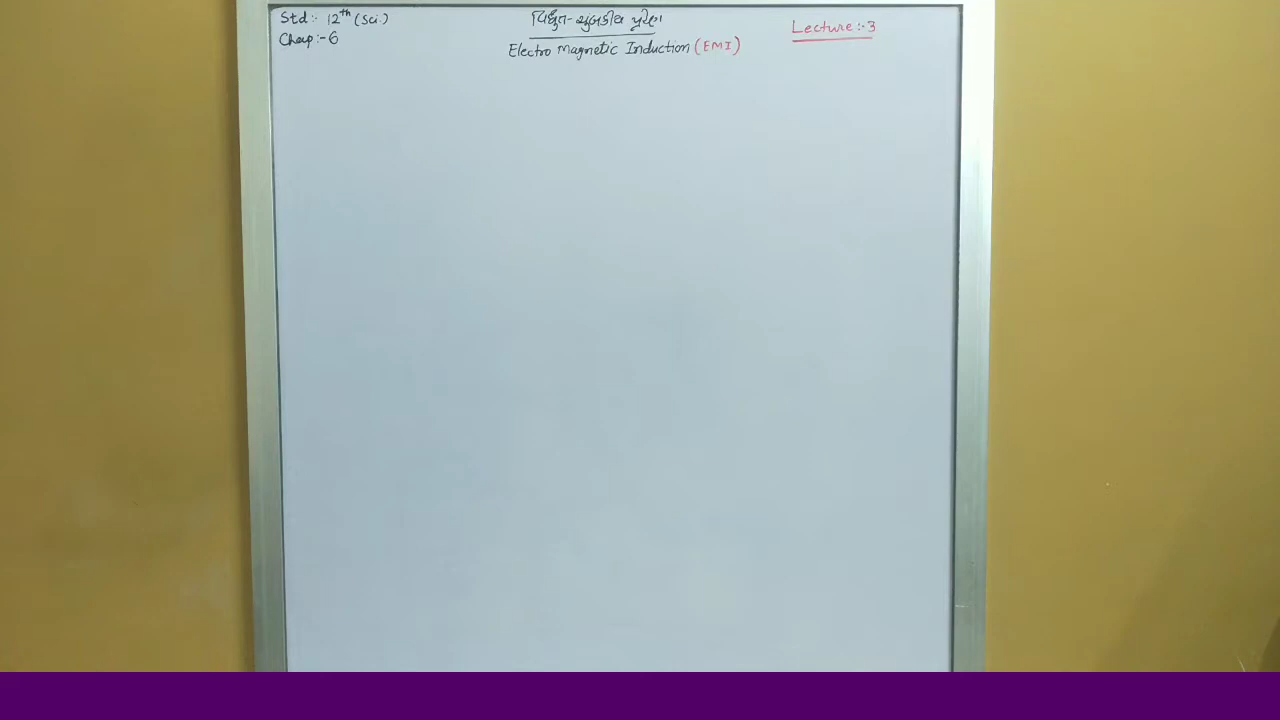 Std :- 12th (Sci.)
Chap :- 6
વિદ્યુત-ચુંબકીય પ્રેરણ
Electro Magnetic Induction (EMI)
Lecture :- 3